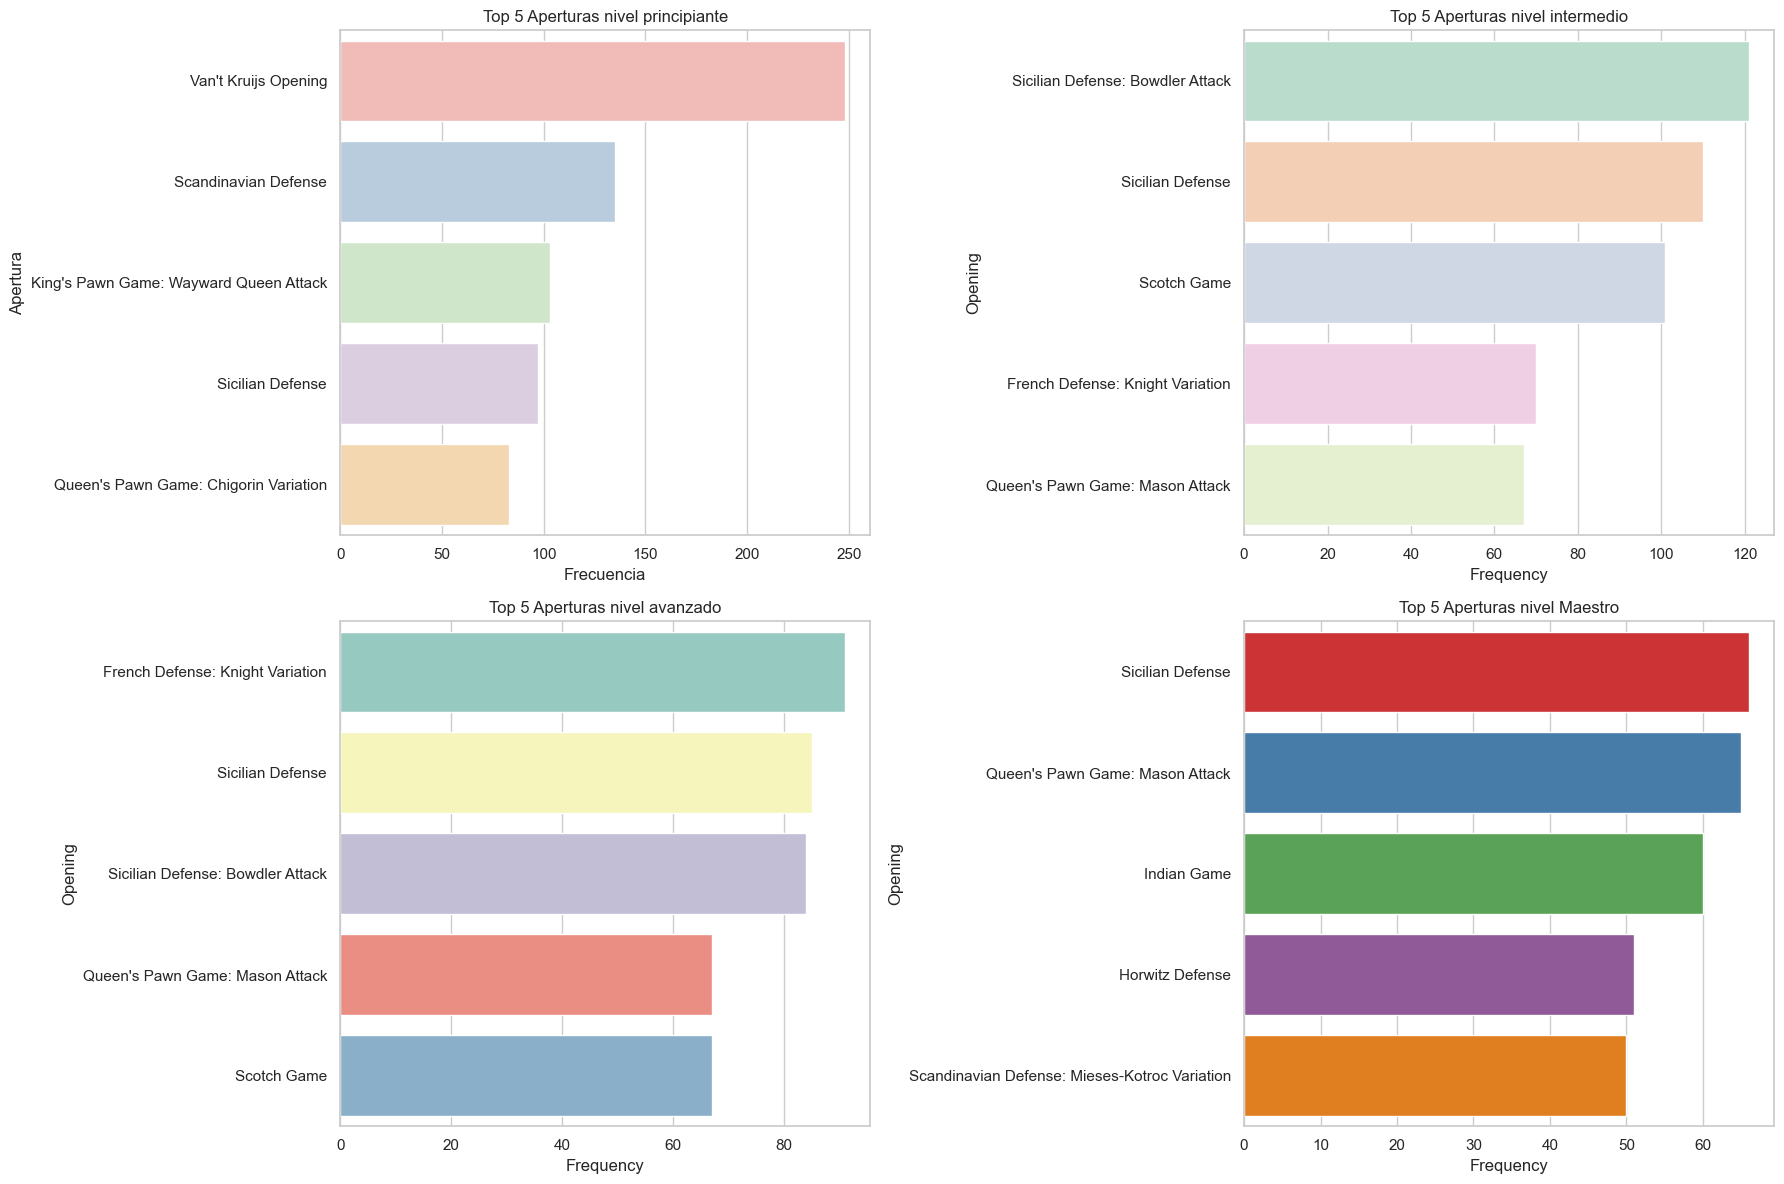 Top 5 Aperturas nivel principiante
Apertura
Van't Kruijs Opening
Scandinavian Defense
King's Pawn Game: Wayward Queen Attack
Sicilian Defense
Queen's Pawn Game: Chigorin Variation
0 50 100 150 200 250
Frecuencia
Top 5 Aperturas nivel intermedio
Opening
Sicilian Defense: Bowdler Attack
Sicilian Defense
Scotch Game
French Defense: Knight Variation
Queen's Pawn Game: Mason Attack
0 20 40 60 80 100 120
Frequency
Top 5 Aperturas nivel avanzado
Opening
French Defense: Knight Variation
Sicilian Defense
Sicilian Defense: Bowdler Attack
Queen's Pawn Game: Mason Attack
Scotch Game
0 20 40 60 80
Frequency
Top 5 Aperturas nivel Maestro
Opening
Sicilian Defense
Queen's Pawn Game: Mason Attack
Indian Game
Horwitz Defense
Scandinavian Defense: Mieses-Kotroc Variation
0 10 20 30 40 50 60
Frequency